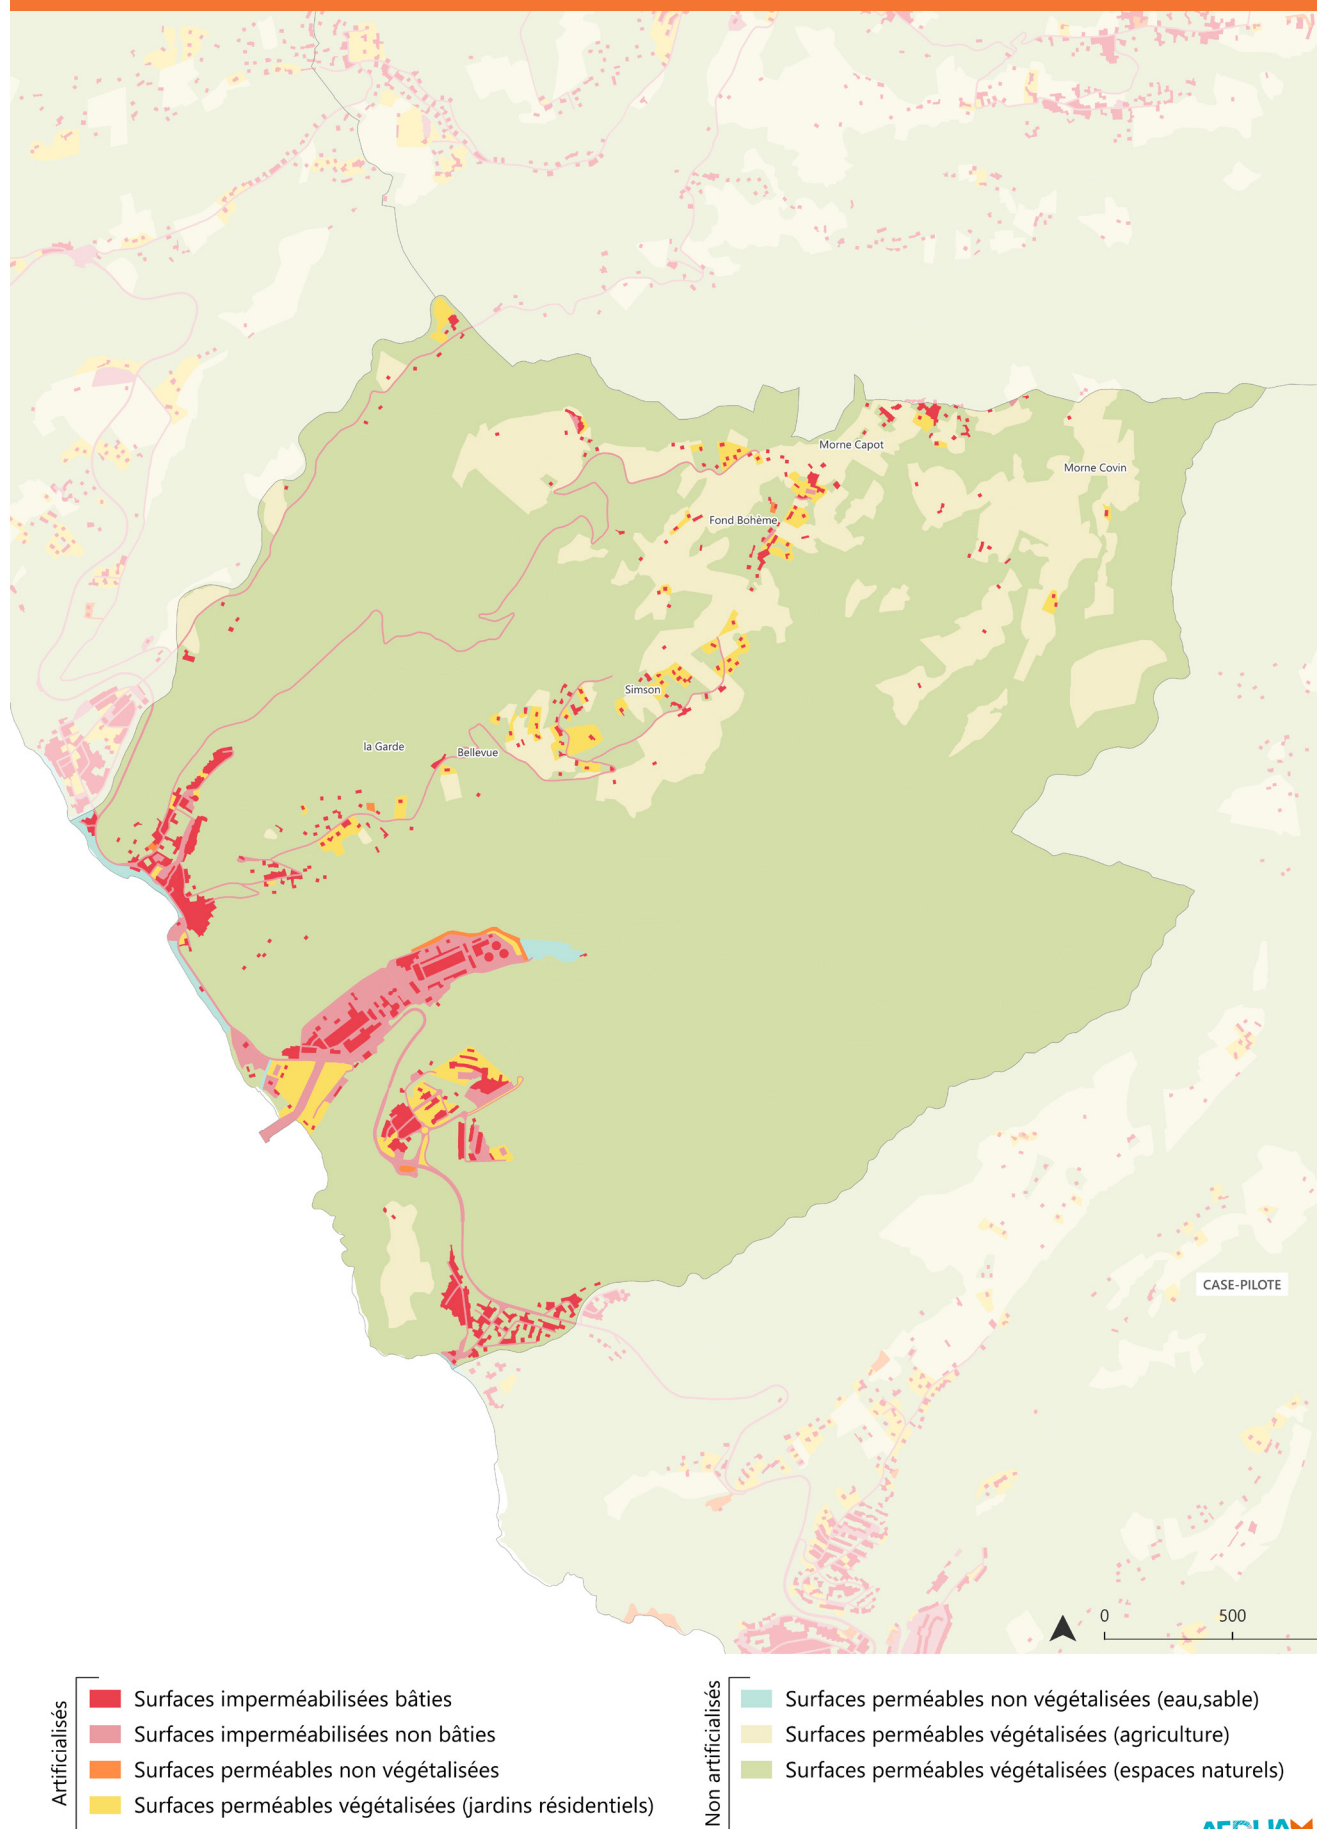 Morne Capot
Morne Covin
Fond Bohème
Simson
la Garde
Bellevue
CASE-PILOTE
0 500
Artificialisés
Surfaces imperméabilisées bâties
Surfaces imperméabilisées non bâties
Surfaces perméables non végétalisées
Surfaces perméables végétalisées (jardins résidentiels)
Non artificialisés
Surfaces perméables non végétalisées (eau,sable)
Surfaces perméables végétalisées (agriculture)
Surfaces perméables végétalisées (espaces naturels)